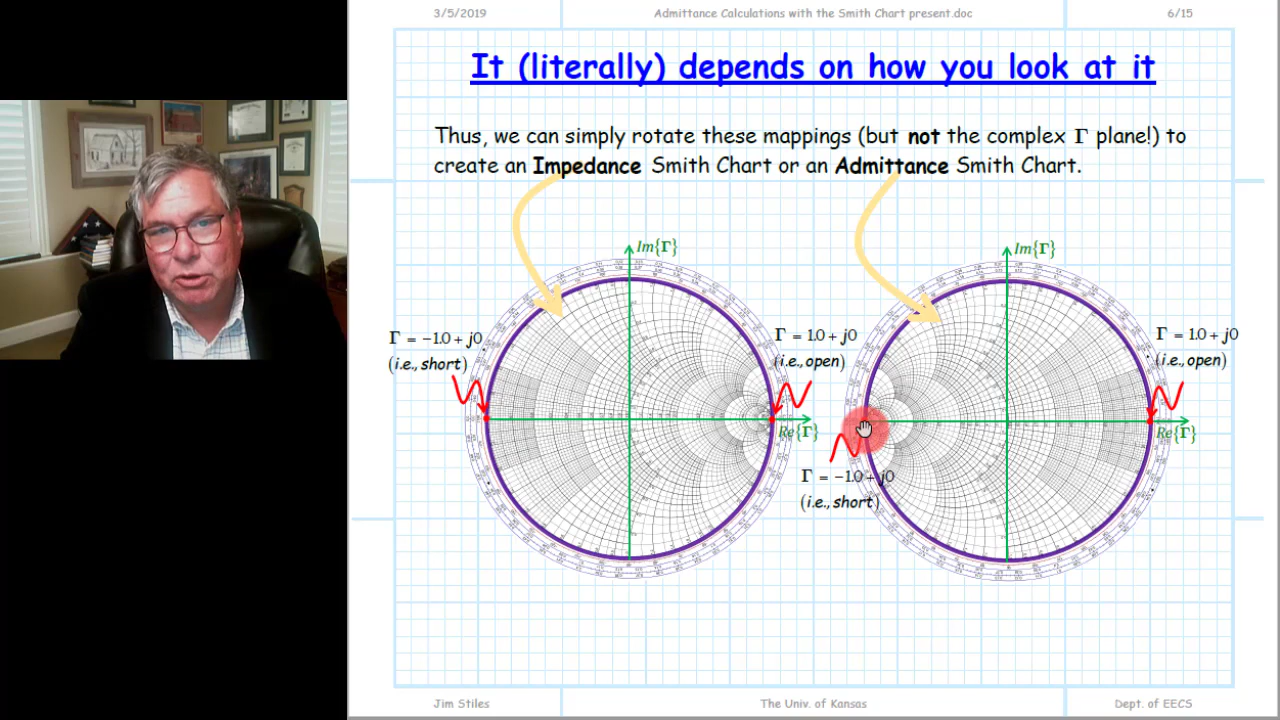 3/5/2019 Admittance Calculations with the Smith Chart present.doc 6/15
It (literally) depends on how you look at it
Thus, we can simply rotate these mappings (but not the complex Γ plane!) to
create an Impedance Smith Chart or an Admittance Smith Chart.
Im{Γ}
Γ = -1.0 + j0
(i.e., short)
Γ = 1.0 + j0
(i.e., open)
Re{Γ}
Im{Γ}
Γ = 1.0 + j0
(i.e., open)
Re{Γ}
Γ = -1.0 + j0
(i.e., short)
Jim Stiles The Univ. of Kansas Dept. of EECS